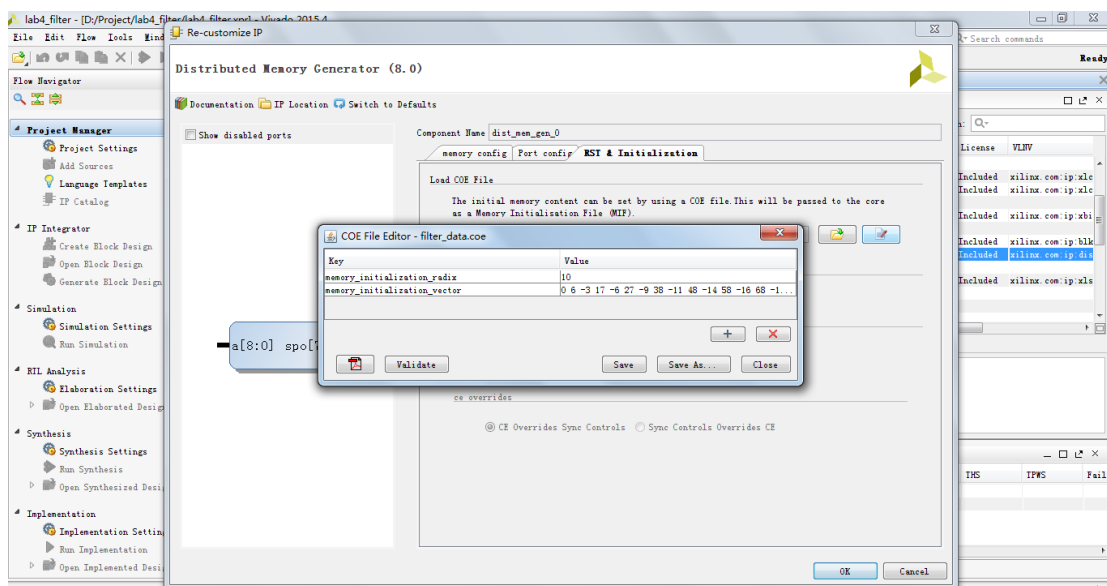 lab4_filter - [D:/Project/lab4_filter/lab4_filter.xpr] - Vivado 2015.4
File Edit Flow Tools Wind
Search commands
Ready
Flow Navigator
Project Manager
Project Settings
Add Sources
Language Templates
IP Catalog
IP Integrator
Create Block Design
Open Block Design
Generate Block Design
Simulation
Simulation Settings
Run Simulation
RTL Analysis
Elaboration Settings
Open Elaborated Desig
Synthesis
Synthesis Settings
Run Synthesis
Open Synthesized Desi
Implementation
Implementation Settin
Run Implementation
Open Implemented Desi
Re-customize IP
Distributed Memory Generator (8.0)
Documentation IP Location Switch to Defaults
Show disabled ports
a[8:0] spo[7
Component Name dist_mem_gen_0
memory config Port config RST & Initialization
Load COE File
The initial memory content can be set by using a COE file.This will be passed to the core
as a Memory Initialisation File (MIF).
COE File Editor - filter_data.coe
Key Value
memory_initialization_radix 10
memory_initialization_vector 0 6 -3 17 -6 27 -9 38 -11 48 -14 58 -16 68 -1...
+
Validate Save Save As... Close
ce overrides
CE Overrides Sync Controls Sync Controls Overrides CE
OK Cancel
License VLNV
Included xilinx.com:ip:xlc
Included xilinx.com:ip:xlc
Included xilinx.com:ip:xbi
Included xilinx.com:ip:blk
Included xilinx.com:ip:dis
Included xilinx.com:ip:xls
THS TPWS Fail